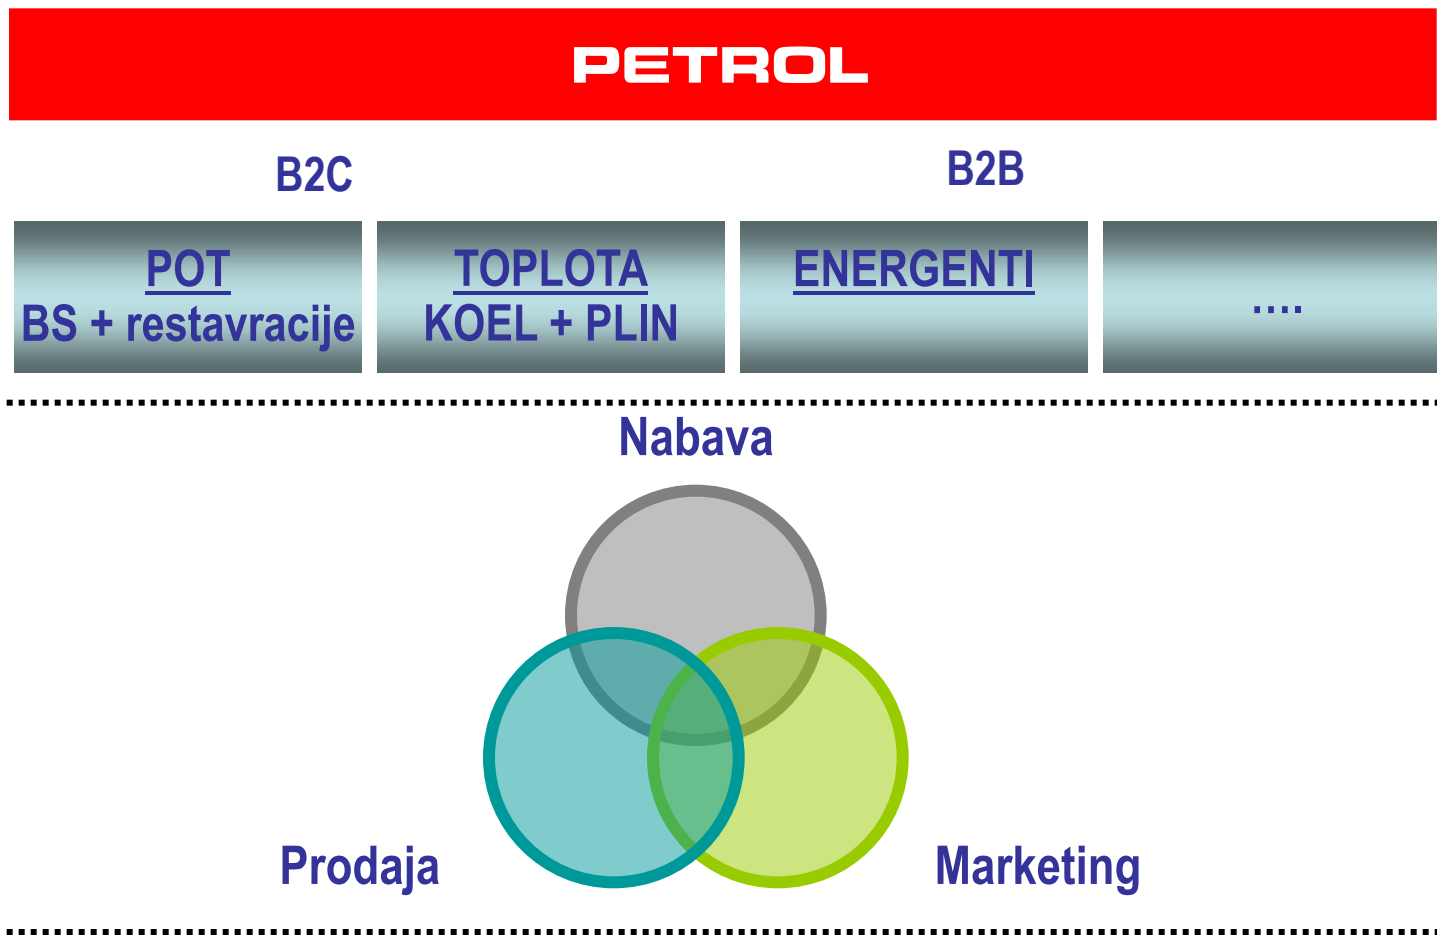 PETROL
B2C
B2B
POT
BS + restavracije
TOPLOTA
KOEL + PLIN
ENERGENTI
....
Nabava
Prodaja
Marketing